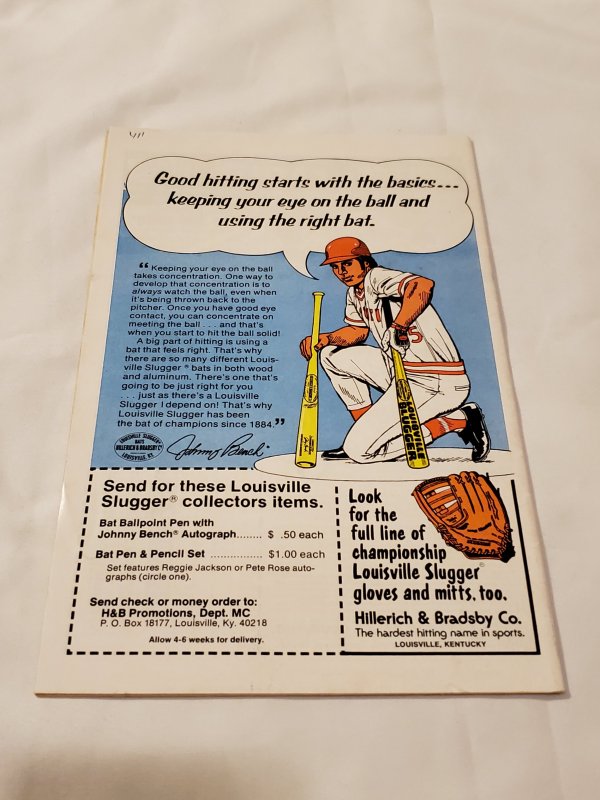 Good hitting starts with the basics...
keeping your eye on the ball and
using the right bat.
“ Keeping your eye on the ball
takes concentration. One way to
develop that concentration is to
always watch the ball, even when
it's being thrown back to the
pitcher. Once you have good eye
contact, you can concentrate on
meeting the ball . . . and that's
when you start to hit the ball solid!
A big part of hitting is using a
bat that feels right. That's why
there are so many different Louis-
ville Slugger ® bats in both wood
and aluminum. There's one that's
going to be just right for you
. . . just as there's a Louisville
Slugger I depend on! That's why
Louisville Slugger has been
the bat of champions since 1884.”
LOUISVILLE SLUGGER
BATS
HILLERICH & BRADSBY Co
LOUISVILLE, KY.
Johnny Bench
5
LOUISVILLE
SLUGGER
Send for these Louisville
Slugger® collectors items.
Bat Ballpoint Pen with
Johnny Bench® Autograph........ $ .50 each
Bat Pen & Pencil Set ................ $1.00 each
Set features Reggie Jackson or Pete Rose auto-
graphs (circle one).
Send check or money order to:
H&B Promotions, Dept. MC
P. O. Box 18177, Louisville, Ky. 40218
Allow 4-6 weeks for delivery.
Look
for the
full line of
championship
Louisville Slugger®
gloves and mitts, too.
Hillerich & Bradsby Co.
The hardest hitting name in sports.
LOUISVILLE, KENTUCKY